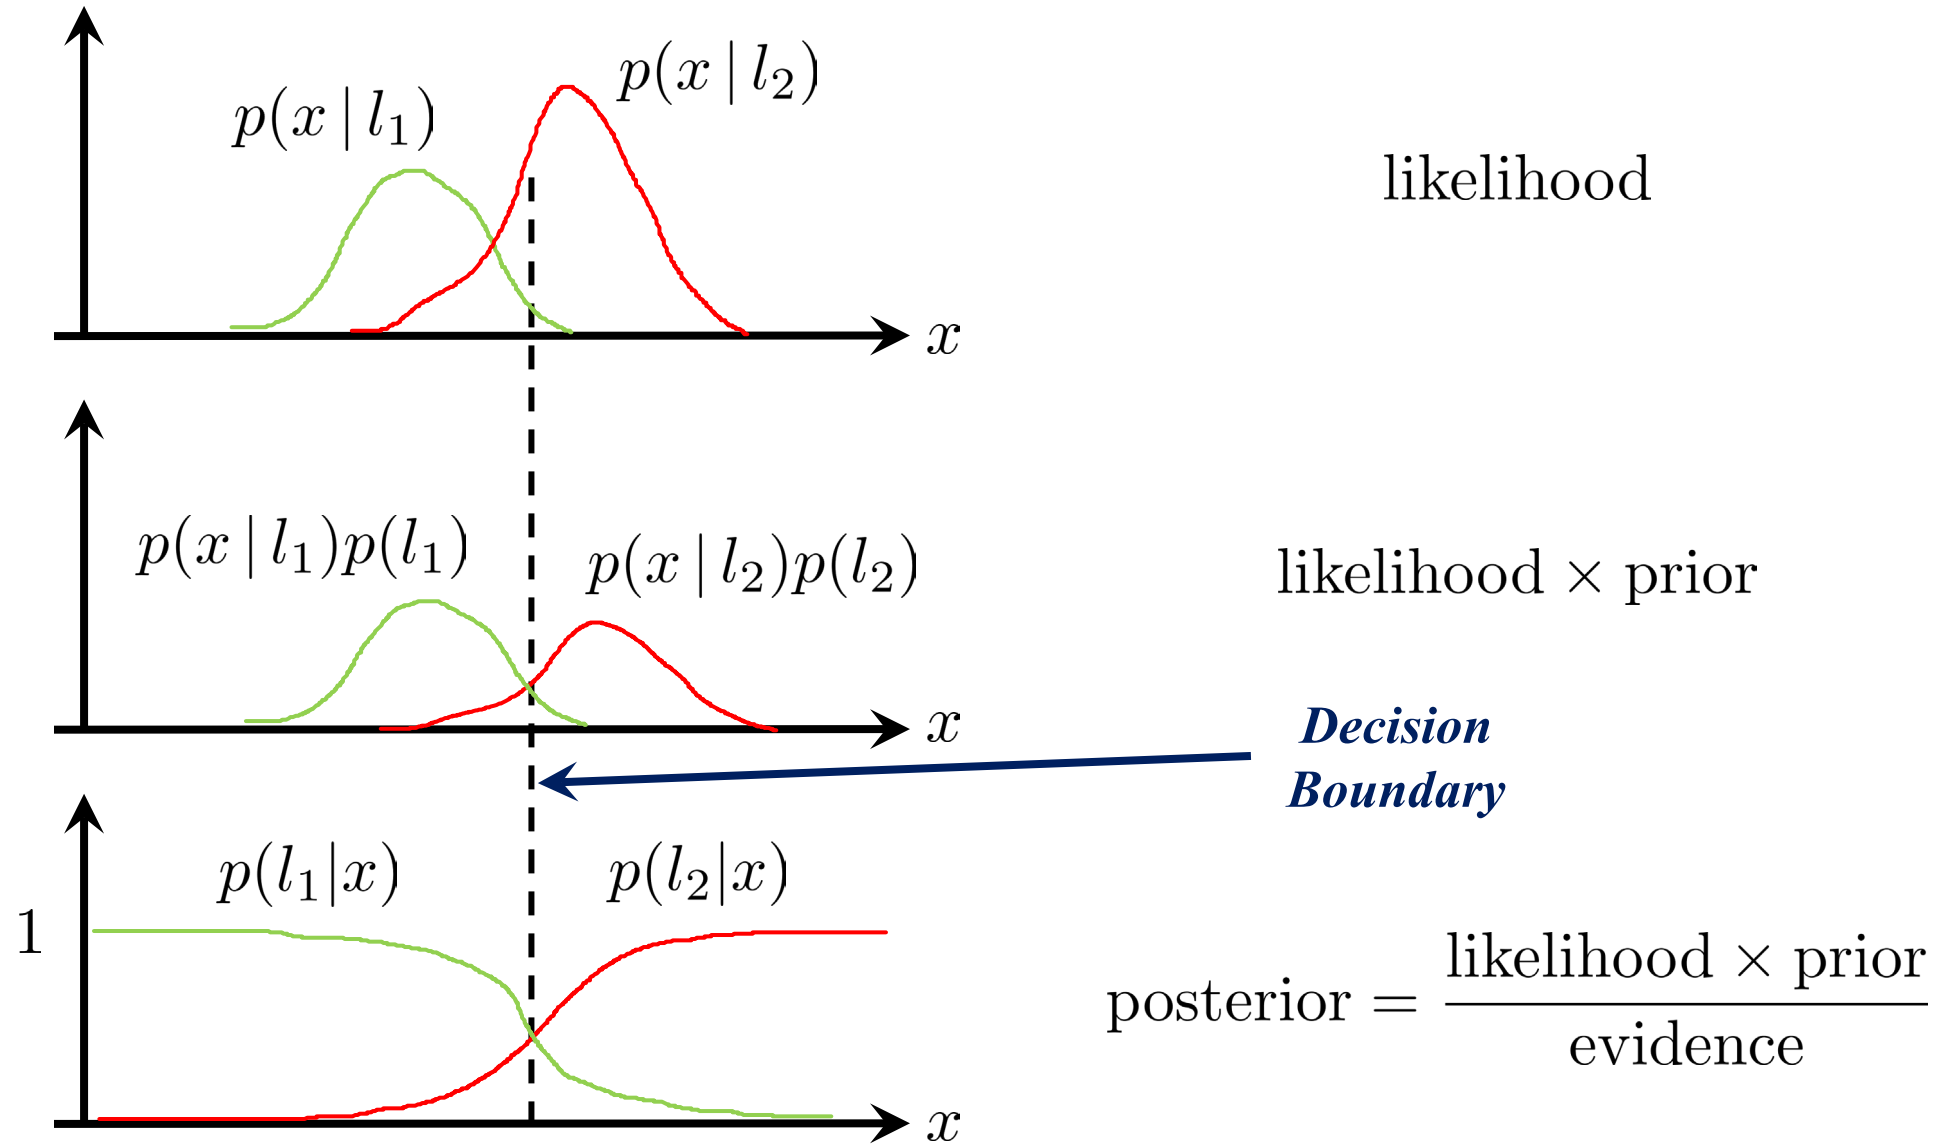 p(x | l₁)
p(x | l₂)
likelihood
x
p(x | l₁)p(l₁)
p(x | l₂)p(l₂)
likelihood × prior
x
Decision
Boundary
p(l₁|x)
p(l₂|x)
1
posterior = likelihood × prior
evidence
x